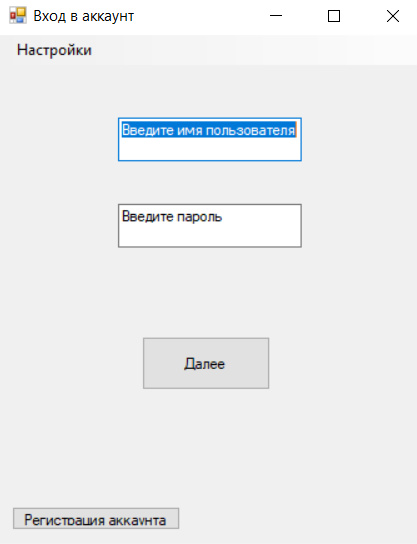 Вход в аккаунт
Настройки
Введите имя пользователя
Введите пароль
Далее
Регистрация аккаунта